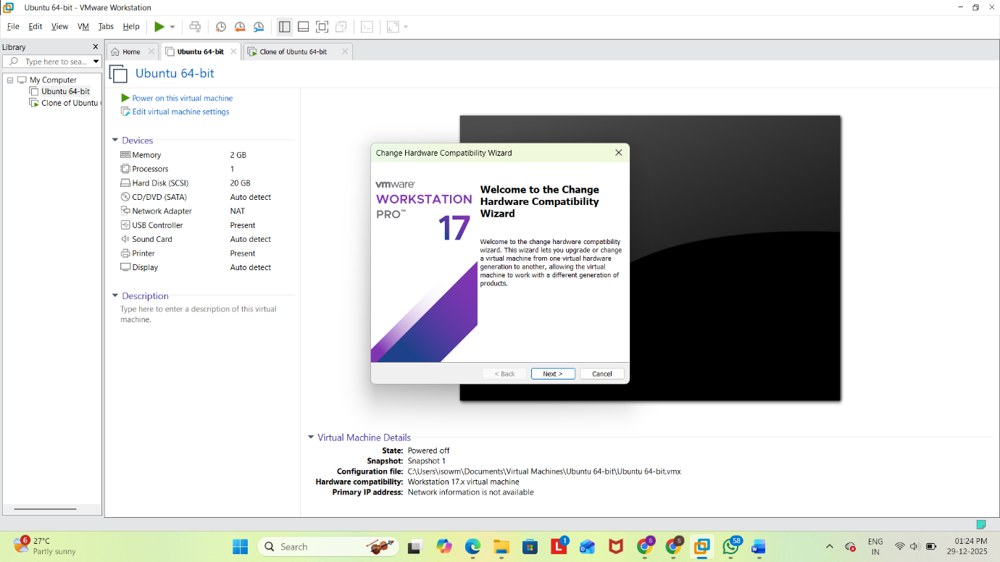 Ubuntu 64-bit - VMware Workstation
File Edit View VM Tabs Help
Library
Type here to sea...
Home
Ubuntu 64-bit
Clone of Ubuntu 64-bit
My Computer
Ubuntu 64-bit
Clone of Ubuntu
Ubuntu 64-bit
Power on this virtual machine
Edit virtual machine settings
Devices
Memory 2 GB
Processors 1
Hard Disk (SCSI) 20 GB
CD/DVD (SATA) Auto detect
Network Adapter NAT
USB Controller Present
Sound Card Auto detect
Printer Present
Display Auto detect
Description
Type here to enter a description of this virtual
machine.
Change Hardware Compatibility Wizard
vmware
WORKSTATION
PRO™
17
Welcome to the Change
Hardware Compatibility
Wizard
Welcome to the change hardware compatibility
wizard. This wizard lets you upgrade or change
a virtual machine from one virtual hardware
generation to another, allowing the virtual
machine to work with a different generation of
products.
< Back Next > Cancel
Virtual Machine Details
State: Powered off
Snapshot: Snapshot 1
Configuration file: C:\Users\isowm\Documents\Virtual Machines\Ubuntu 64-bit\Ubuntu 64-bit.vmx
Hardware compatibility: Workstation 17.x virtual machine
Primary IP address: Network information is not available
6
27°C
Partly sunny
Search
L
1
S
S
58
W
ENG
IN
01:24 PM
29-12-2025